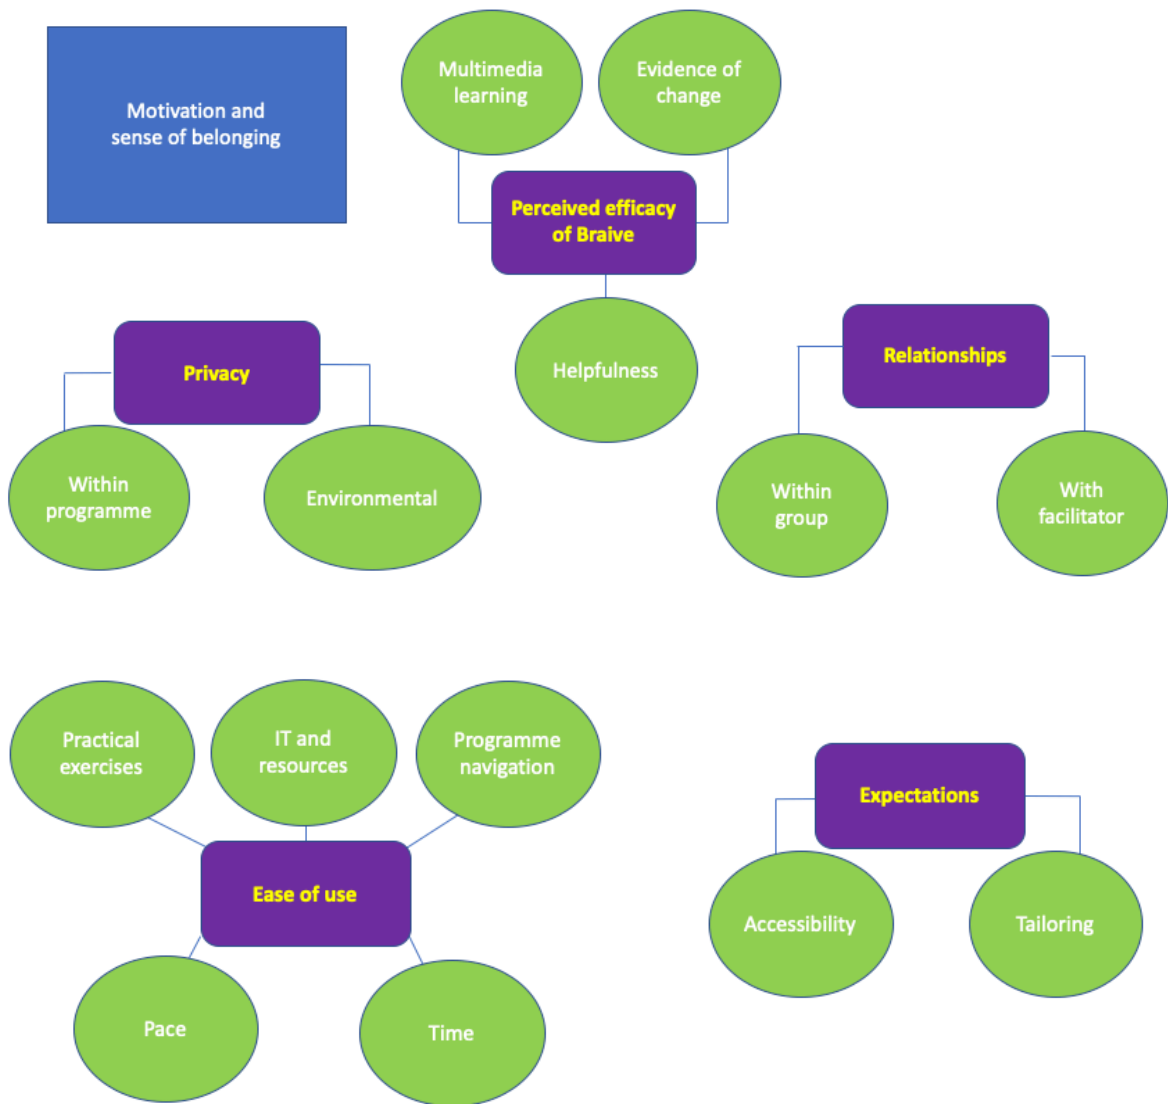 Motivation and
sense of belonging
Multimedia
learning
Evidence of
change
Perceived efficacy
of Braive
Helpfulness
Privacy
Within
programme
Environmental
Relationships
Within
group
With
facilitator
Practical
exercises
IT and
resources
Programme
navigation
Ease of use
Pace
Time
Expectations
Accessibility
Tailoring